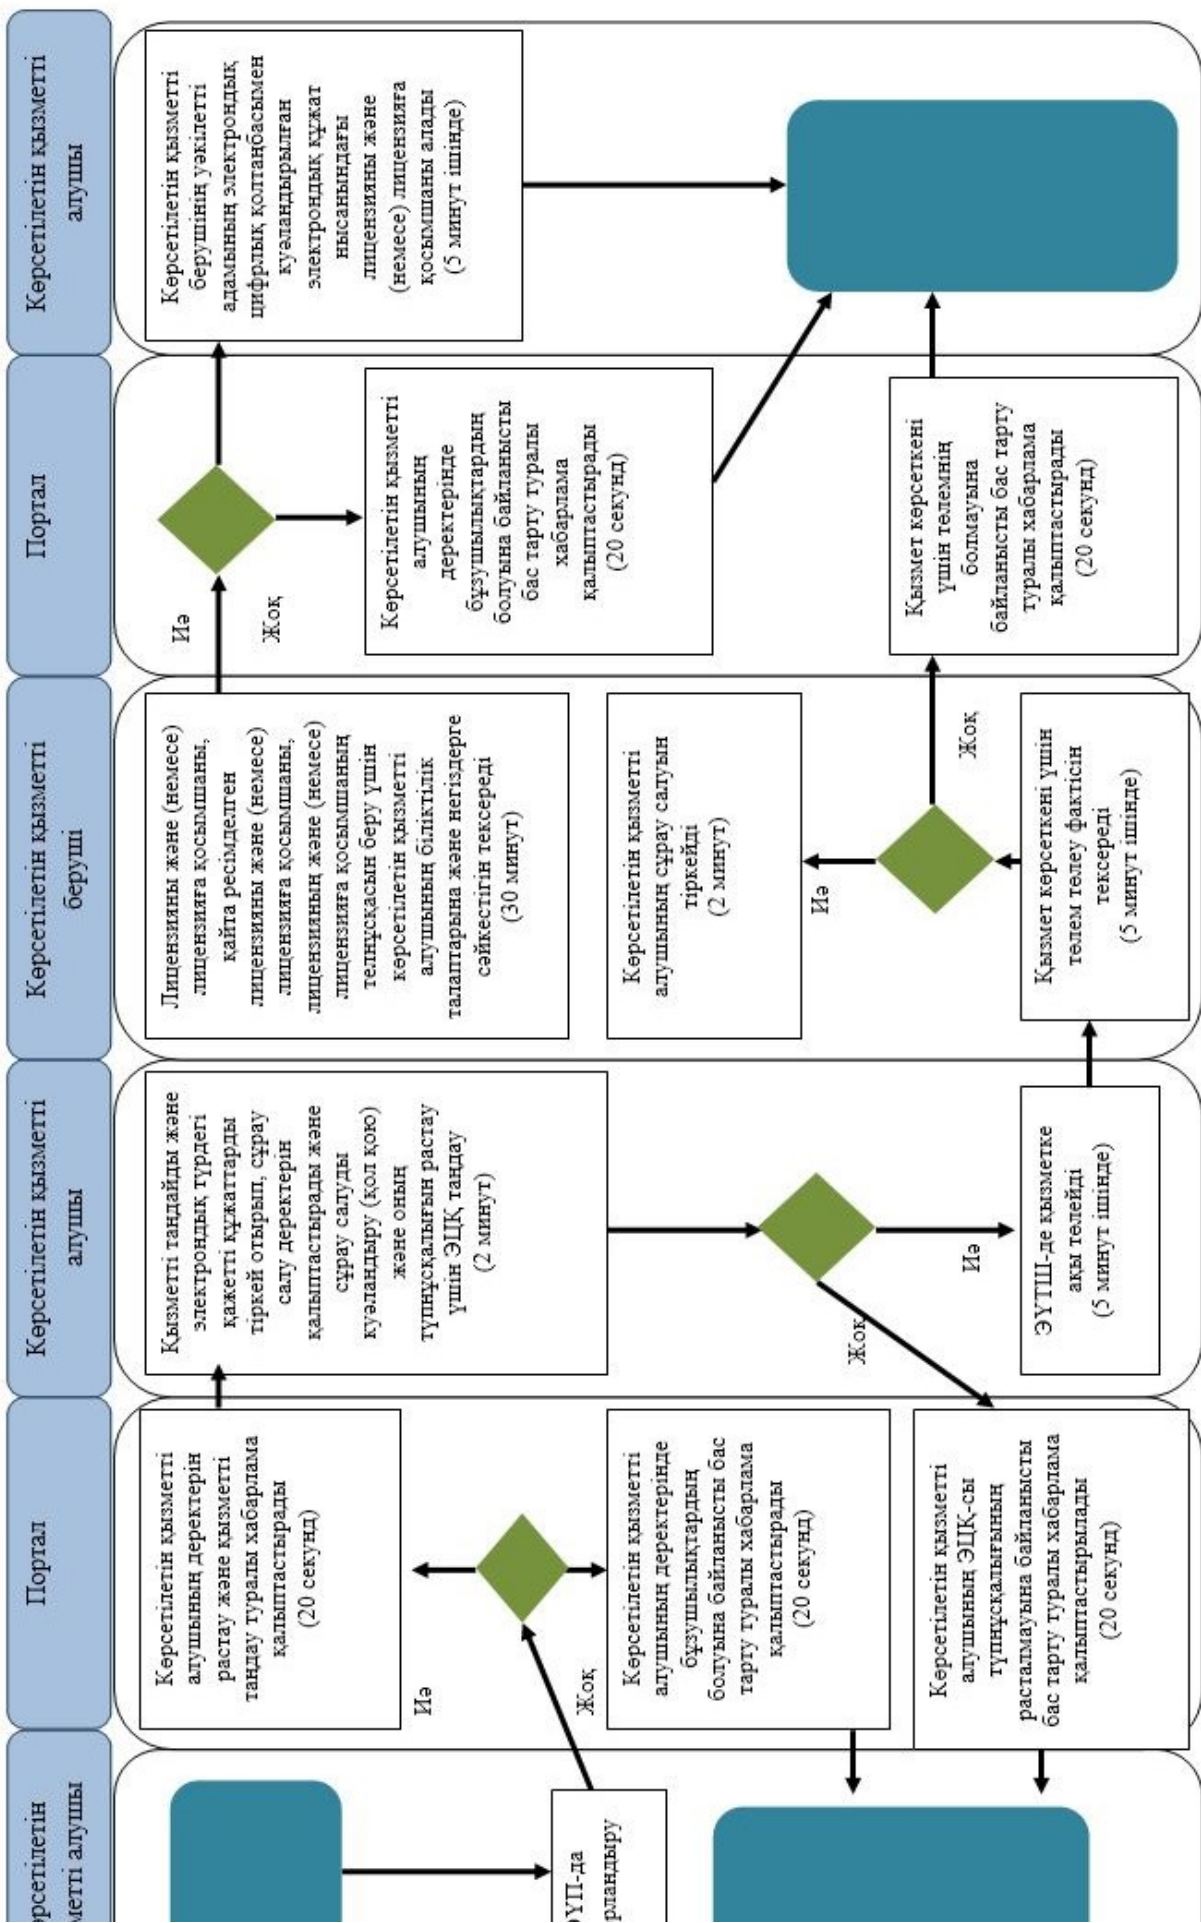 өрсетілетін
метті алушы
Портал
Көрсетілетін қызметті
алушы
Көрсетілетін қызметті
беруші
Портал
Көрсетілетін қызметті
алушы
ӘҮП-да
рландыру
Көрсетілетін қызметті
алушының деректерін
растау және қызметті
таңдау туралы хабарлама
қалыптастырады
(20 секунд)
Иә
Жоқ
Көрсетілетін қызметті
алушының деректерінде
бұзушылықтардың
болуына байланысты бас
тарту туралы хабарлама
қалыптастырады
(20 секунд)
Көрсетілетін қызметті
алушының ЭЦҚ-сы
түпнұсқалығының
расталмауына байланысты
бас тарту туралы хабарлама
қалыптастырылады
(20 секунд)
Қызметті таңдайды және
электрондық түрдегі
қажетті құжаттарды
тіркей отырып, сұрау
салу деректерін
қалыптастырады және
сұрау салуды
куәландыру (қол қою)
және оның
түпнұсқалығын растау
үшін ЭЦҚ таңдау
(2 минут)
Жоқ
Иә
ЭҮТШ-де қызметке
ақы төлейді
(5 минут ішінде)
Лицензияны және (немесе)
лицензияға қосымшаны,
қайта ресімделген
лицензияны және (немесе)
лицензияға қосымшаны,
лицензияның және (немесе)
лицензияға қосымшаның
телнұсқасын беру үшін
көрсетілетін қызметті
алушының біліктілік
талаптарына және негіздерге
сәйкестігін тексереді
(30 минут)
Көрсетілетін қызметті
алушының сұрау салуын
тіркейді
(2 минут)
Иә
Жоқ
Қызмет көрсеткені үшін
төлем төлеу фактісін
тексереді
(5 минут ішінде)
Иә
Жоқ
Көрсетілетін қызметті
алушының
деректерінде
бұзушылықтардың
болуына байланысты
бас тарту туралы
хабарлама
қалыптастырады
(20 секунд)
Қызмет көрсеткені
үшін төлемнің
болмауына
байланысты бас тарту
туралы хабарлама
қалыптастырады
(20 секунд)
Көрсетілетін қызметті
берушінің уәкілетті
адамының электрондық
цифрлық қолтаңбасымен
куәландырылған
электрондық құжат
нысанындағы
лицензияны және
(немесе) лицензияға
қосымшаны алады
(5 минут ішінде)